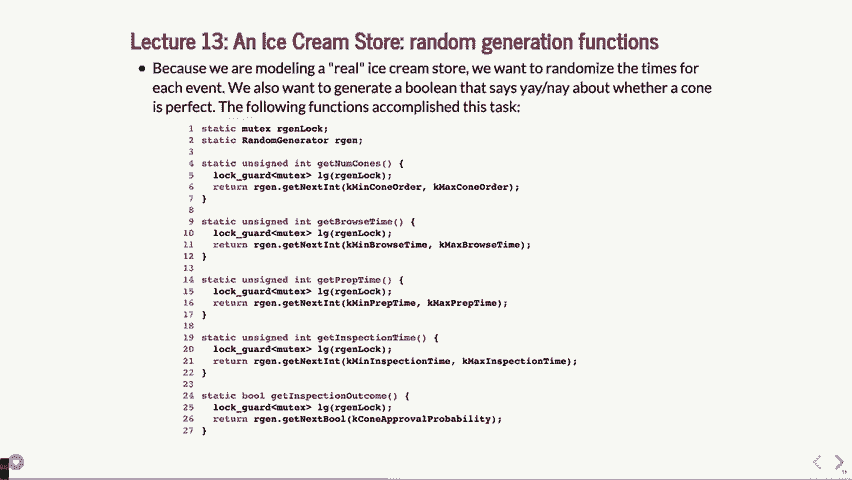 Lecture 13: An Ice Cream Store: random generation functions
• Because we are modeling a "real" ice cream store, we want to randomize the times for
each event. We also want to generate a boolean that says yay/nay about whether a cone
is perfect. The following functions accomplished this task:
1 static mutex rgenLock;
2 static RandomGenerator rgen;
3
4 static unsigned int getNumCones() {
5 lock_guard<mutex> lg(rgenLock);
6 return rgen.getNextInt(kMinConeOrder, kMaxConeOrder);
7 }
8
9 static unsigned int getBrowseTime() {
10 lock_guard<mutex> lg(rgenLock);
11 return rgen.getNextInt(kMinBrowseTime, kMaxBrowseTime);
12 }
13
14 static unsigned int getPrepTime() {
15 lock_guard<mutex> lg(rgenLock);
16 return rgen.getNextInt(kMinPrepTime, kMaxPrepTime);
17 }
18
19 static unsigned int getInspectionTime() {
20 lock_guard<mutex> lg(rgenLock);
21 return rgen.getNextInt(kMinInspectionTime, kMaxInspectionTime);
22 }
23
24 static bool getInspectionOutcome() {
25 lock_guard<mutex> lg(rgenLock);
26 return rgen.getNextBool(kConeApprovalProbability);
27 }